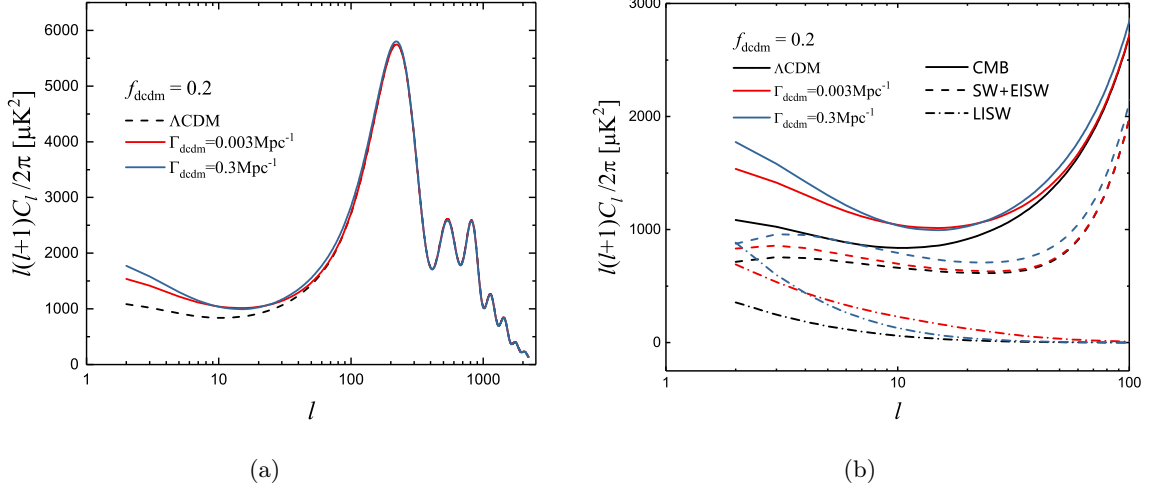 6000
5000
4000
3000
2000
1000
0
l(l+1)C_l /2π [µK²]
f_dcdm = 0.2
ΛCDM
Γ_dcdm=0.003Mpc⁻¹
Γ_dcdm=0.3Mpc⁻¹
1 10 100 1000
l
(a)
3000
2000
1000
0
l(l+1)C_l /2π [µK²]
f_dcdm = 0.2
ΛCDM
Γ_dcdm=0.003Mpc⁻¹
Γ_dcdm=0.3Mpc⁻¹
CMB
SW+EISW
LISW
1 10 100
l
(b)